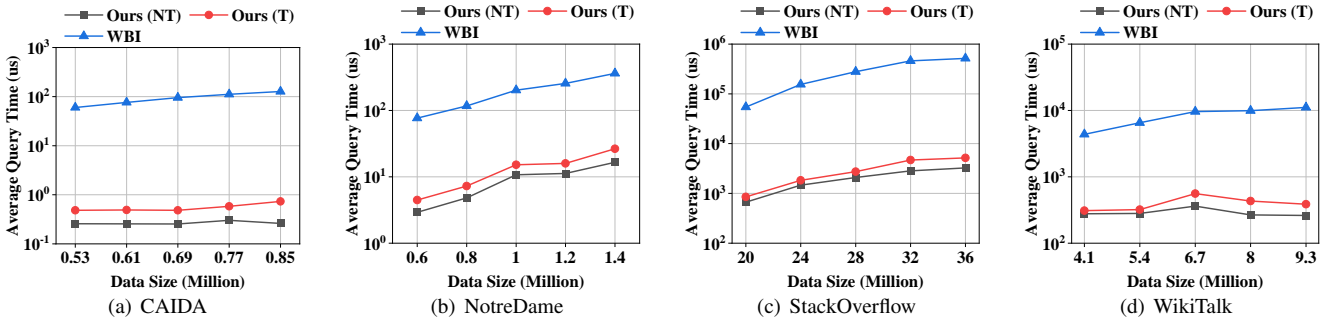 Ours (NT) Ours (T)
WBI
Average Query Time (us)
10^3
10^2
10^1
10^0
10^-1
0.53 0.61 0.69 0.77 0.85
Data Size (Million)
(a) CAIDA
Ours (NT) Ours (T)
WBI
Average Query Time (us)
10^3
10^2
10^1
10^0
0.6 0.8 1 1.2 1.4
Data Size (Million)
(b) NotreDame
Ours (NT) Ours (T)
WBI
Average Query Time (us)
10^6
10^5
10^4
10^3
10^2
20 24 28 32 36
Data Size (Million)
(c) StackOverflow
Ours (NT) Ours (T)
WBI
Average Query Time (us)
10^5
10^4
10^3
10^2
4.1 5.4 6.7 8 9.3
Data Size (Million)
(d) WikiTalk